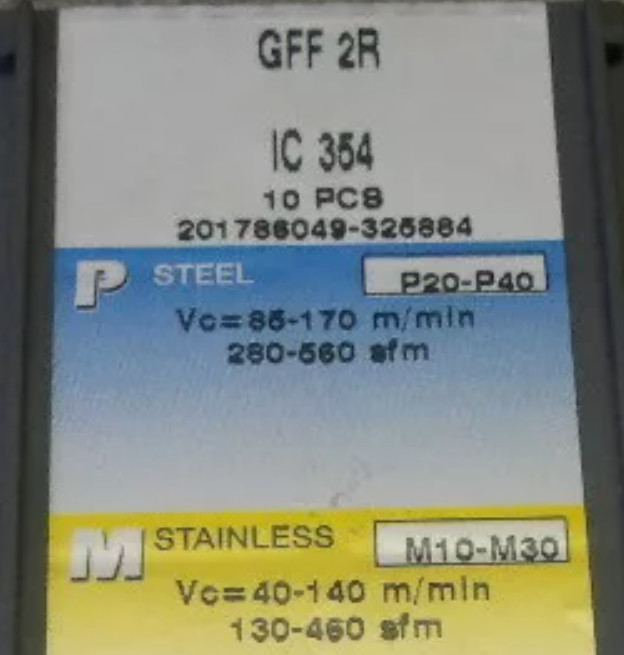 GFF 2R
IC 354
10 PCS
201786049-325884
P STEEL P20-P40
Vc=85-170 m/min
280-560 sfm
M STAINLESS M10-M30
Vc=40-140 m/min
130-460 sfm